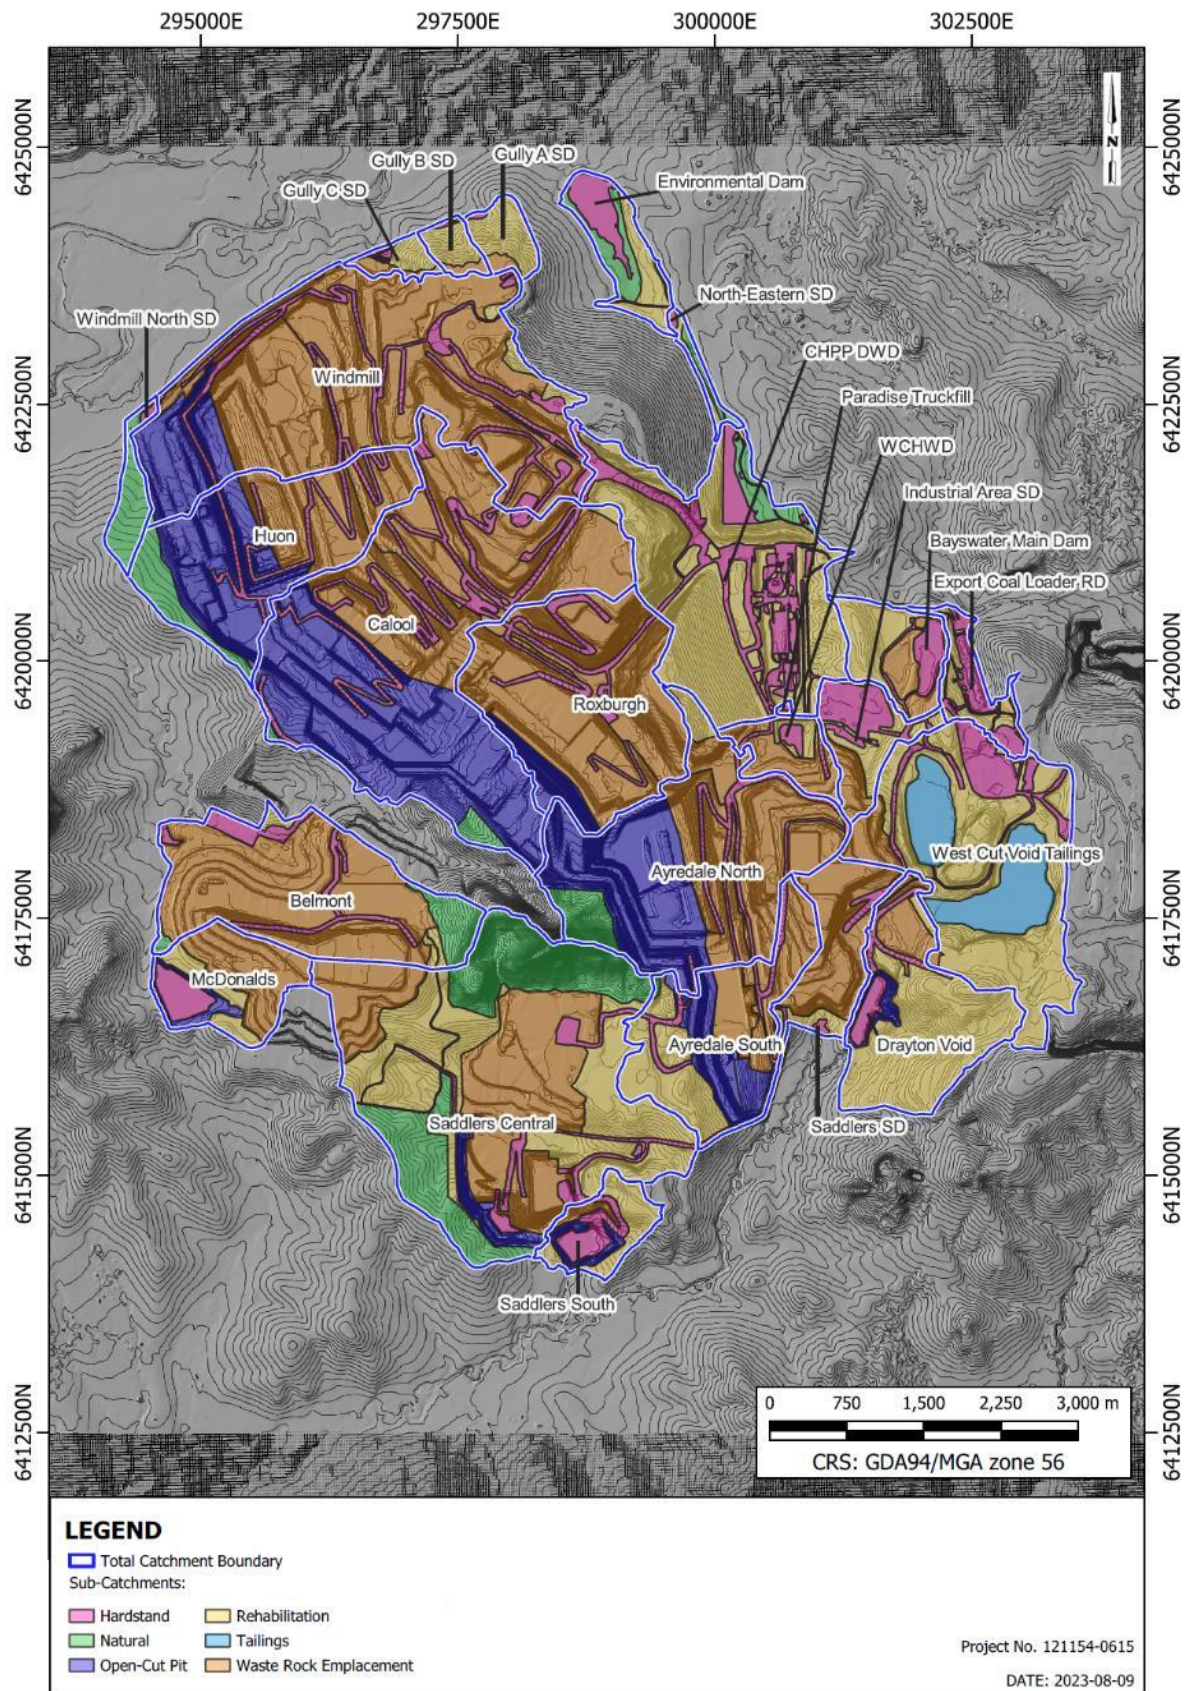 295000E 297500E 300000E 302500E
6425000N 6425000N
Gully B SD Gully A SD
Gully C SD Environmental Dam
North-Eastern SD
Windmill North SD
CHPP DWD
Windmill
Paradise Truckfill
6422500N 6422500N
WCHWD
Industrial Area SD
Huon
Bayswater Main Dam
Export Coal Loader RD
Calool
6420000N 6420000N
Roxburgh
West Cut Void Tailings
Ayredale North
Belmont
6417500N 6417500N
McDonalds
Ayredale South Drayton Void
Saddlers Central Saddlers SD
6415000N 6415000N
Saddlers South
N
0 750 1,500 2,250 3,000 m
CRS: GDA94/MGA zone 56
6412500N 6412500N
LEGEND
Total Catchment Boundary
Sub-Catchments:
Hardstand Rehabilitation
Natural Tailings
Open-Cut Pit Waste Rock Emplacement
Project No. 121154-0615
DATE: 2023-08-09